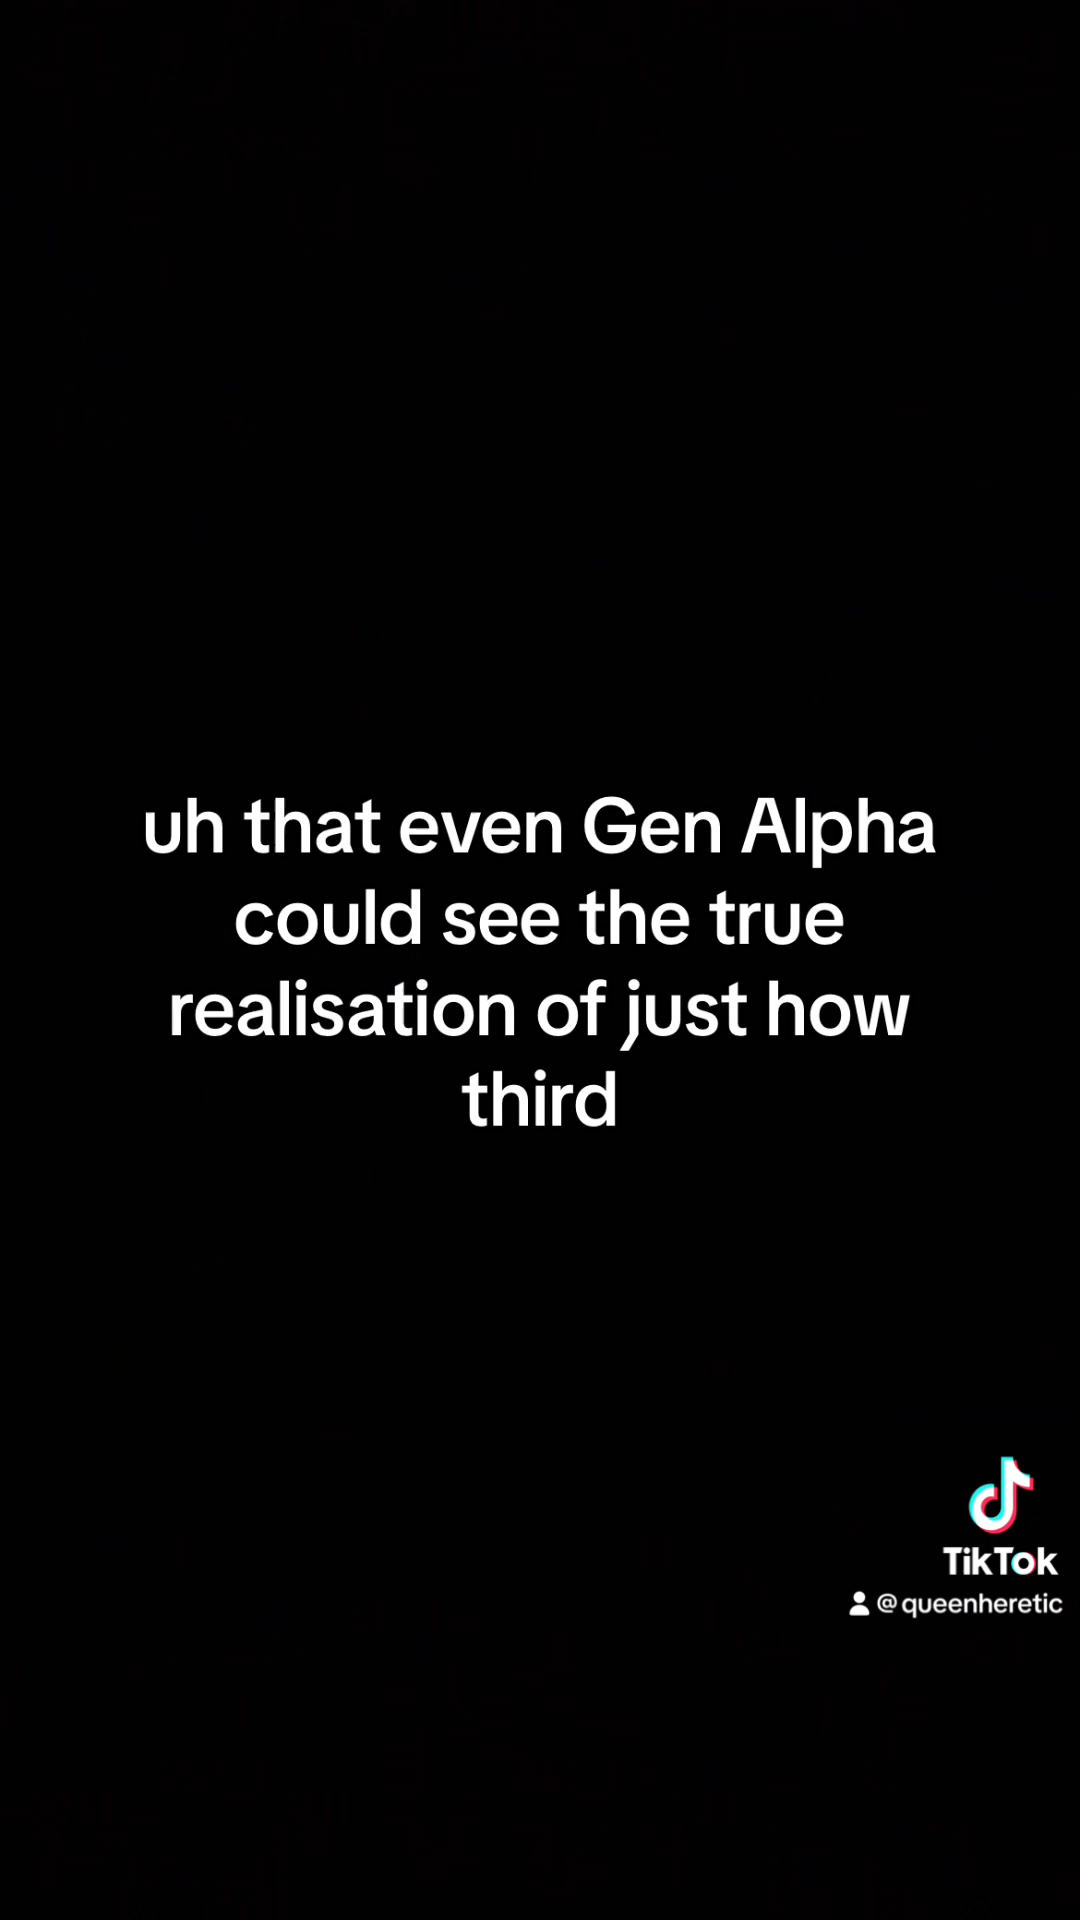 uh that even Gen Alpha
could see the true
realisation of just how
third
TikTok
@queenheretic